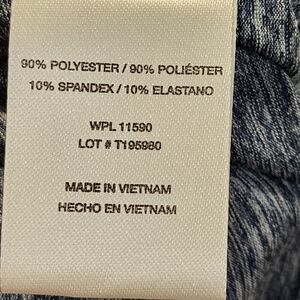 90% POLYESTER / 90% POLIÉSTER
10% SPANDEX / 10% ELASTANO
WPL 11590
LOT # T195980
MADE IN VIETNAM
HECHO EN VIETNAM